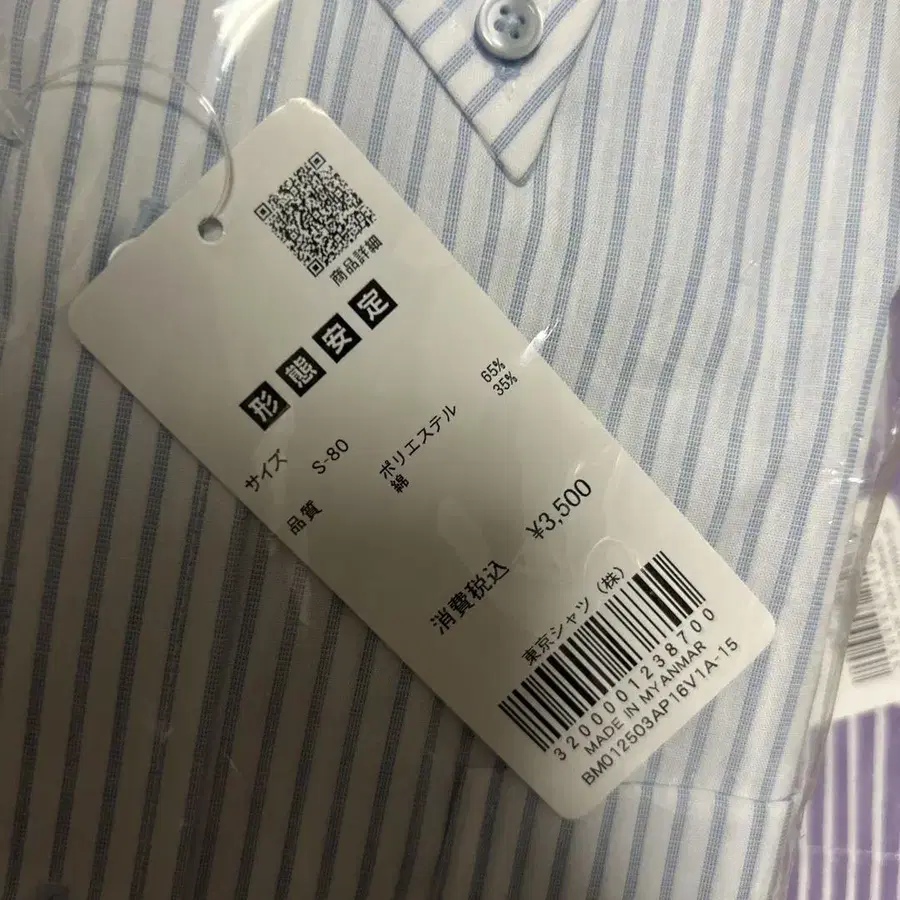 商品詳細
形態安定
サイズ S-80
品質 ポリエステル 65%
綿 35%
消費税込 ¥3,500
東京シャツ（株）
3200001238700
MADE IN MYANMAR
BM012503AP16V1A-15